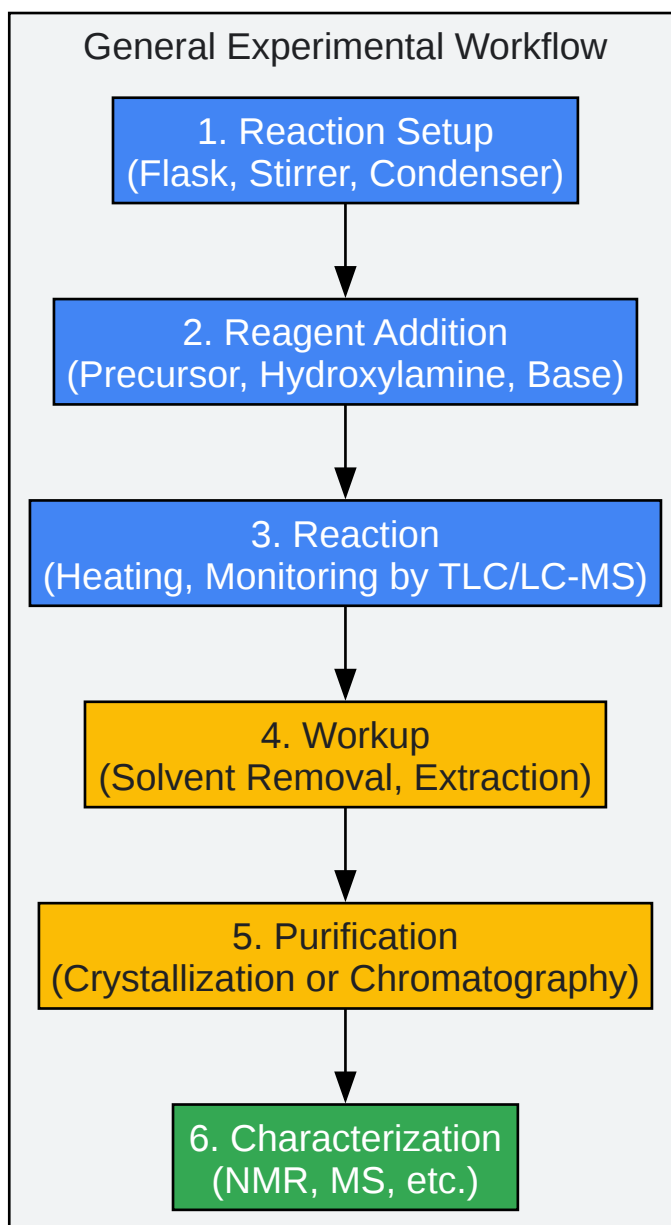 General Experimental Workflow
1. Reaction Setup
(Flask, Stirrer, Condenser)
2. Reagent Addition
(Precursor, Hydroxylamine, Base)
3. Reaction
(Heating, Monitoring by TLC/LC-MS)
4. Workup
(Solvent Removal, Extraction)
5. Purification
(Crystallization or Chromatography)
6. Characterization
(NMR, MS, etc.)